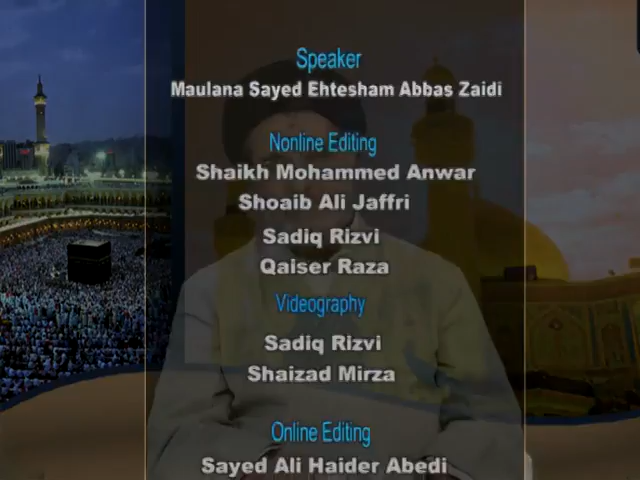 Speaker
Maulana Sayed Ehtesham Abbas Zaidi
Nonline Editing
Shaikh Mohammed Anwar
Shoaib Ali Jaffri
Sadiq Rizvi
Qaiser Raza
Videography
Sadiq Rizvi
Shaizad Mirza
Online Editing
Sayed Ali Haider Abedi